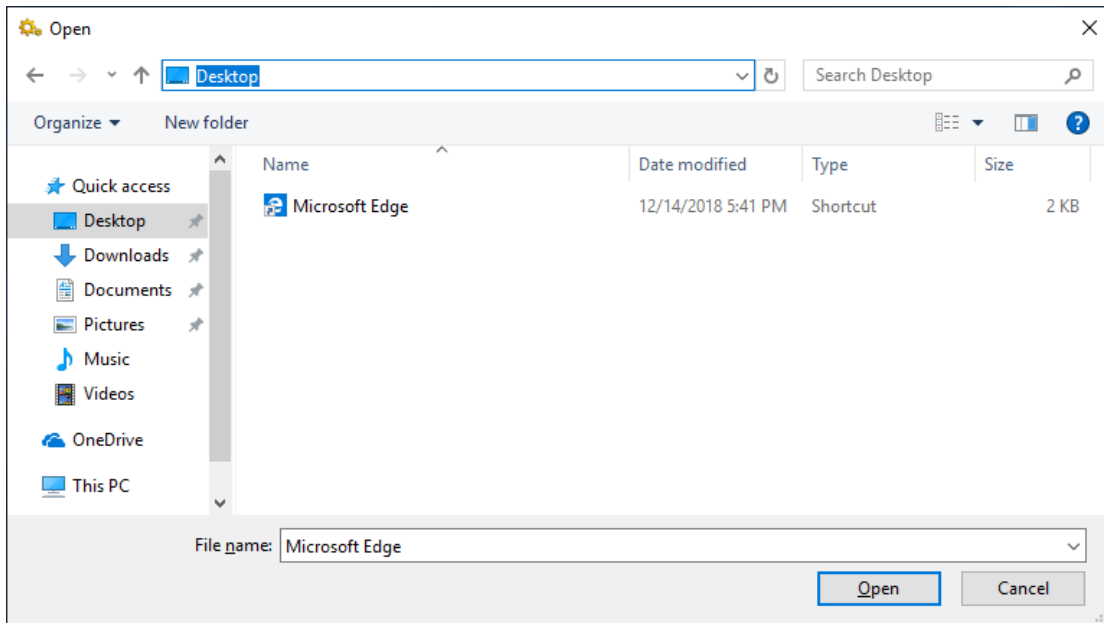 Open
Desktop
Search Desktop
Organize
New folder
Name
Date modified
Type
Size
Quick access
Desktop
Downloads
Documents
Pictures
Music
Videos
OneDrive
This PC
Microsoft Edge
12/14/2018 5:41 PM
Shortcut
2 KB
File name:
Microsoft Edge
Open
Cancel